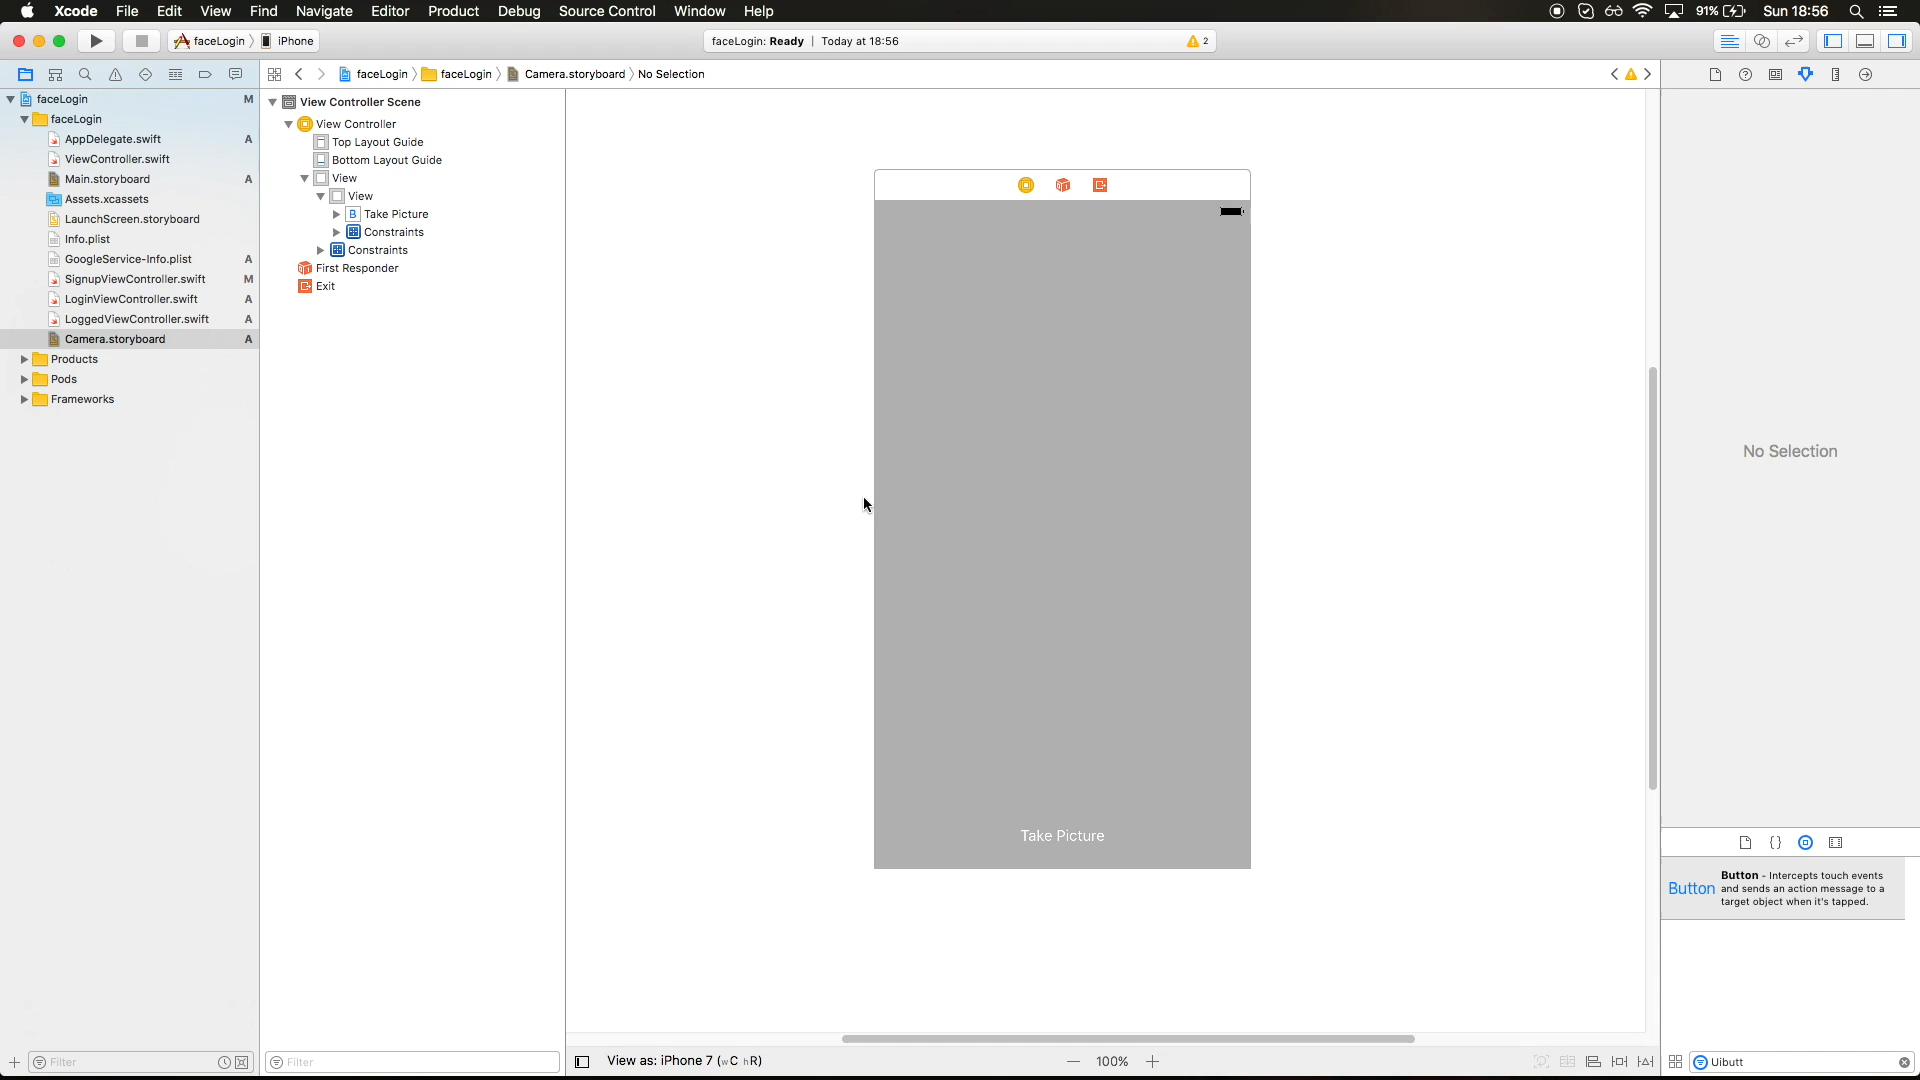 Xcode File Edit View Find Navigate Editor Product Debug Source Control Window Help 91% Sun 18:56
faceLogin iPhone faceLogin: Ready | Today at 18:56 2
faceLogin faceLogin Camera.storyboard No Selection
faceLogin M
faceLogin
AppDelegate.swift A
ViewController.swift
Main.storyboard A
Assets.xcassets
LaunchScreen.storyboard
Info.plist
GoogleService-Info.plist A
SignupViewController.swift M
LoginViewController.swift A
LoggedViewController.swift A
Camera.storyboard A
Products
Pods
Frameworks
View Controller Scene
View Controller
Top Layout Guide
Bottom Layout Guide
View
View
B Take Picture
Constraints
Constraints
First Responder
Exit
Take Picture
No Selection
{}
Button
Button - Intercepts touch events
and sends an action message to a
target object when it's tapped.
Filter
Filter
View as: iPhone 7 (wC hR)
100%
Uibutt